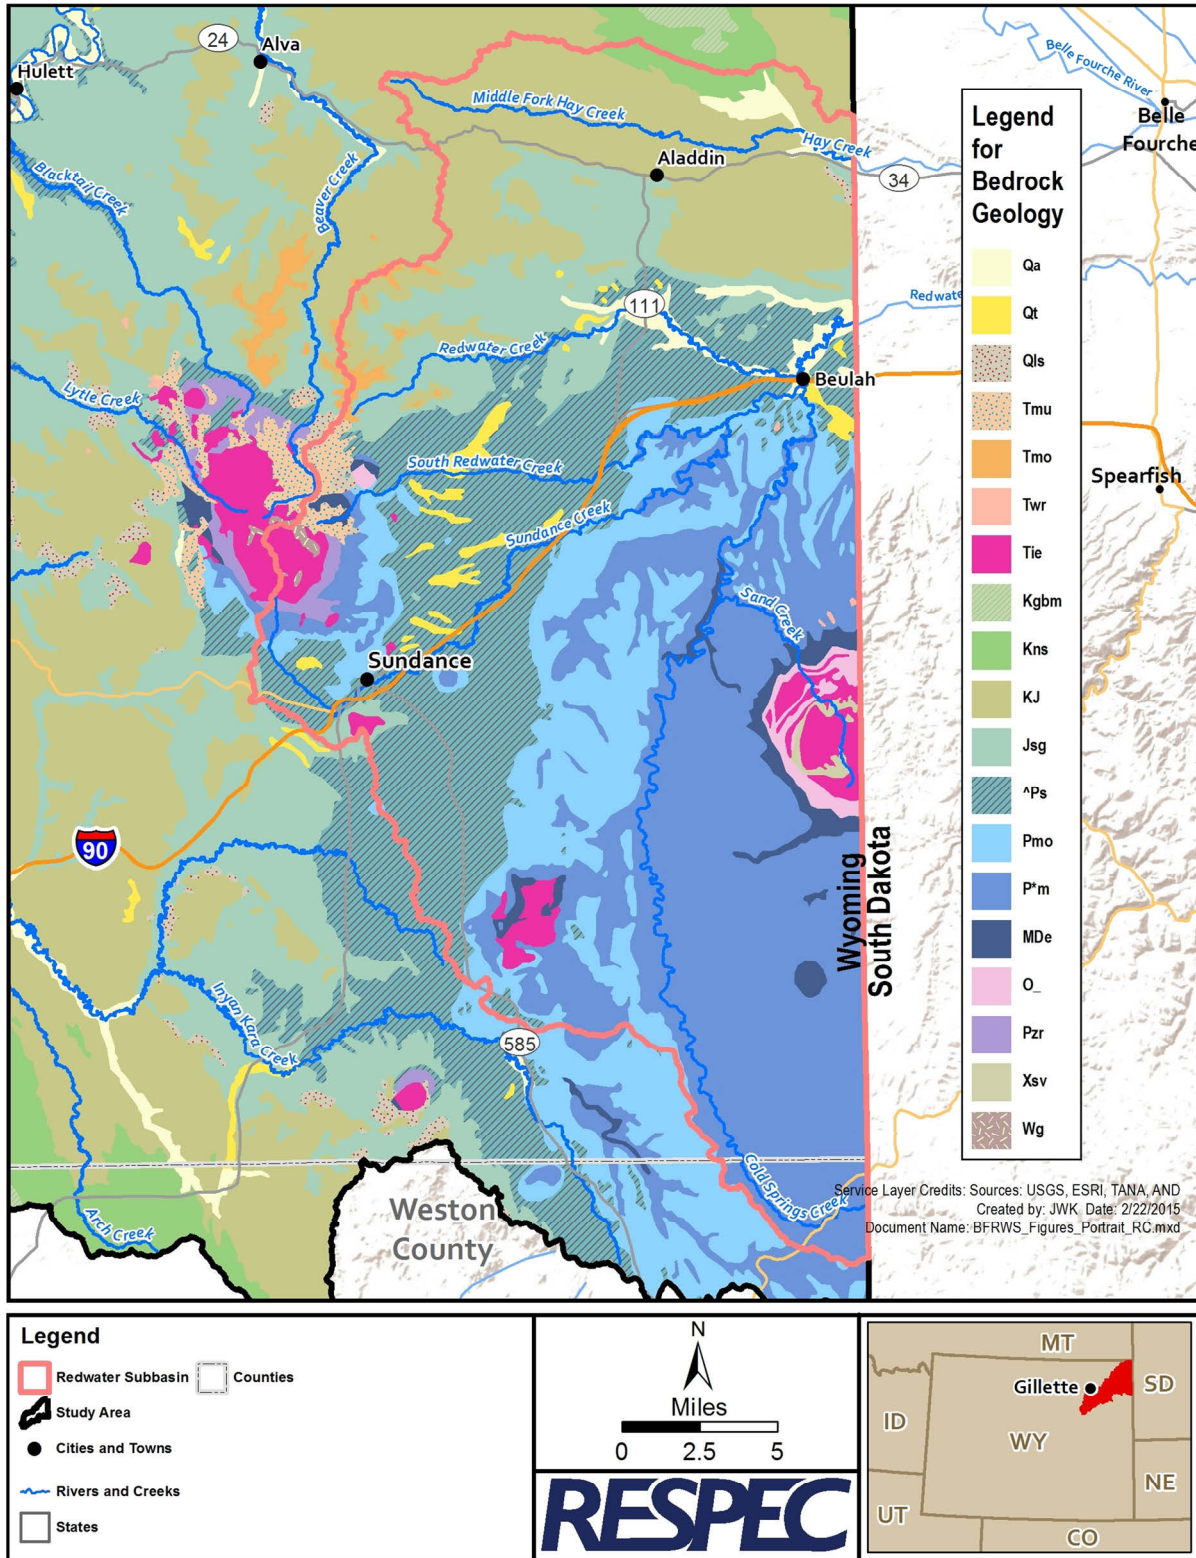 24
Alva
Hulett
Middle Fork Hay Creek
Hay Creek
Belle Fourche River
Belle
Fourche
Blacktail Creek
Beaver Creek
Aladdin
34
Legend
for
Bedrock
Geology
Qa
Qt
Qls
Tmu
Tmo
Twr
Tie
Kgbm
Kns
KJ
Jsg
^Ps
Pmo
P*m
MDe
O_
Pzr
Xsv
Wg
111
Redwater
Redwater Creek
Lytle Creek
Beulah
South Redwater Creek
Spearfish
Sundance Creek
Sand Creek
Sundance
90
Wyoming
South Dakota
Inyan Kara Creek
585
Cold Springs Creek
Arch Creek
Weston
County
Service Layer Credits: Sources: USGS, ESRI, TANA, AND
Created by: JWK Date: 2/22/2015
Document Name: BFRWS_Figures_Portrait_RC.mxd
Legend
Redwater Subbasin
Counties
Study Area
Cities and Towns
Rivers and Creeks
States
N
Miles
0 2.5 5
RESPEC
MT
Gillette
SD
ID
WY
NE
UT
CO